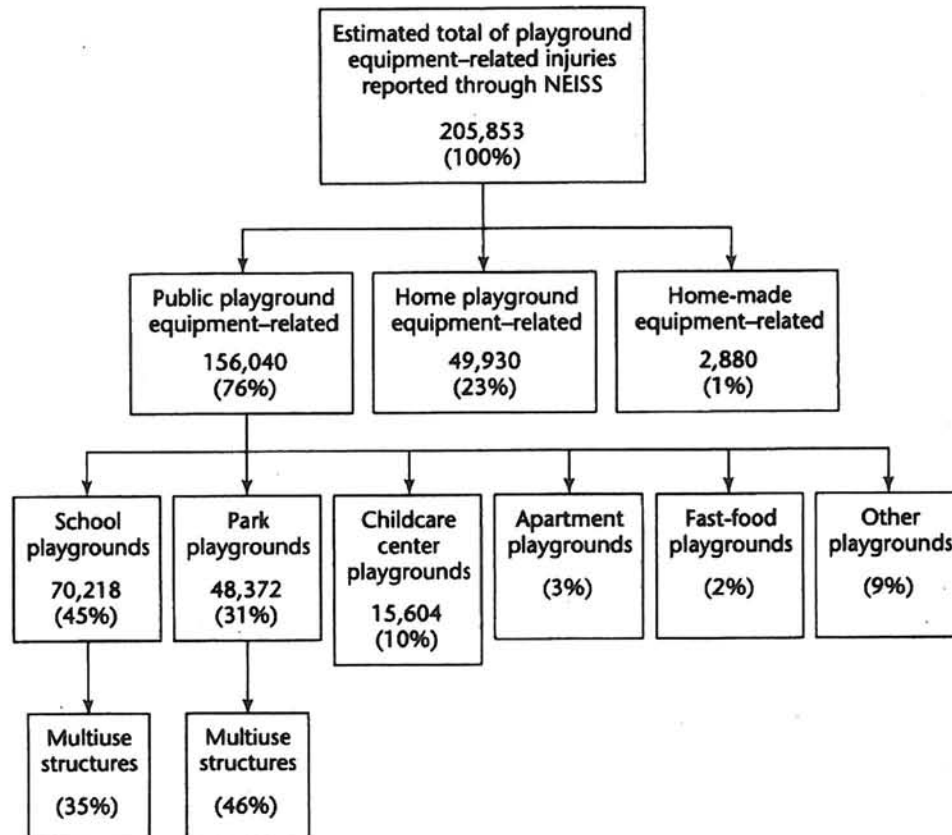 Estimated total of playground
equipment–related injuries
reported through NEISS
205,853
(100%)
Public playground
equipment–related
156,040
(76%)
Home playground
equipment–related
49,930
(23%)
Home-made
equipment–related
2,880
(1%)
School
playgrounds
70,218
(45%)
Park
playgrounds
48,372
(31%)
Childcare
center
playgrounds
15,604
(10%)
Apartment
playgrounds
(3%)
Fast-food
playgrounds
(2%)
Other
playgrounds
(9%)
Multiuse
structures
(35%)
Multiuse
structures
(46%)